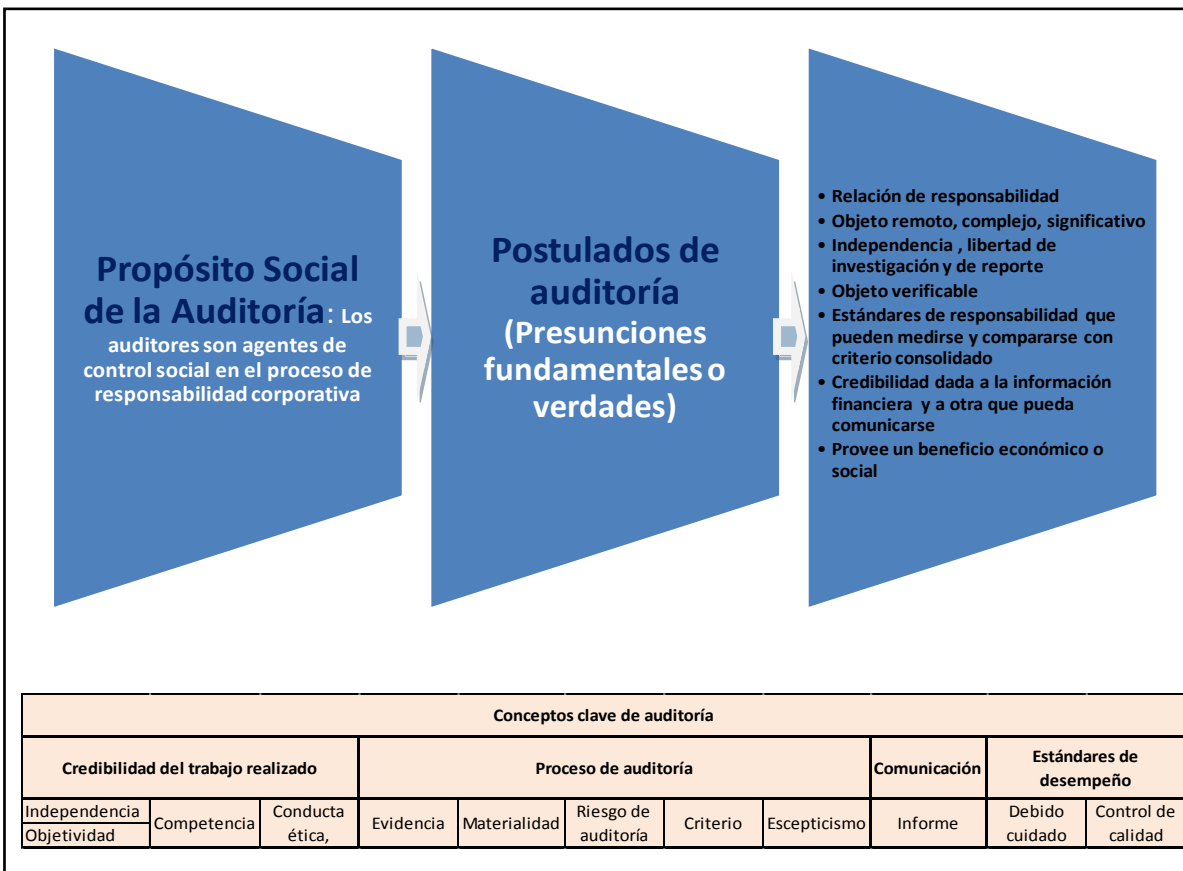 Propósito Social
de la Auditoría: Los
auditores son agentes de
control social en el proceso de
responsabilidad corporativa
Postulados de
auditoría
(Presunciones
fundamentales o
verdades)
• Relación de responsabilidad
• Objeto remoto, complejo, significativo
• Independencia , libertad de
investigación y de reporte
• Objeto verificable
• Estándares de responsabilidad que
pueden medirse y compararse con
criterio consolidado
• Credibilidad dada a la información
financiera y a otra que pueda
comunicarse
• Provee un beneficio económico o
social
Conceptos clave de auditoría
Credibilidad del trabajo realizado
Proceso de auditoría
Comunicación
Estándares de
desempeño
Independencia
Objetividad
Competencia
Conducta
ética,
Evidencia
Materialidad
Riesgo de
auditoría
Criterio
Escepticismo
Informe
Debido
cuidado
Control de
calidad